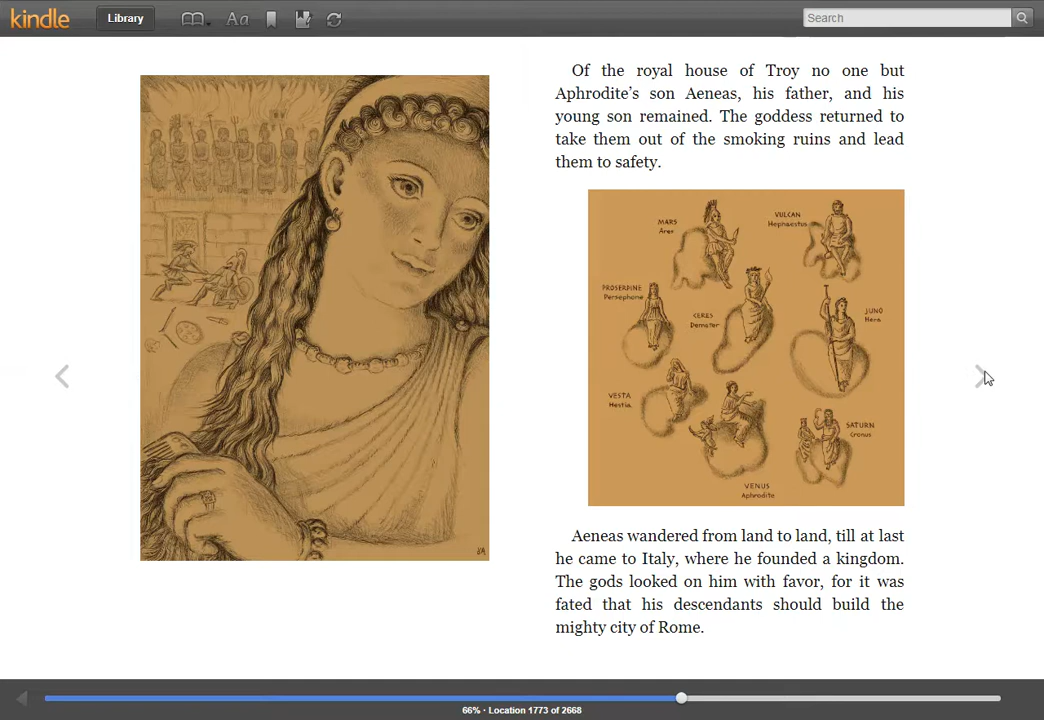 kindle
Library
Aa
Search
Of the royal house of Troy no one but
Aphrodite's son Aeneas, his father, and his
young son remained. The goddess returned to
take them out of the smoking ruins and lead
them to safety.
MARS
Ares
VULCAN
Hephaestus
PROSERPINE
Persephone
CERES
Demeter
JUNO
Hera
VESTA
Hestia
SATURN
Cronus
VENUS
Aphrodite
Aeneas wandered from land to land, till at last
he came to Italy, where he founded a kingdom.
The gods looked on him with favor, for it was
fated that his descendants should build the
mighty city of Rome.
66% · Location 1773 of 2668